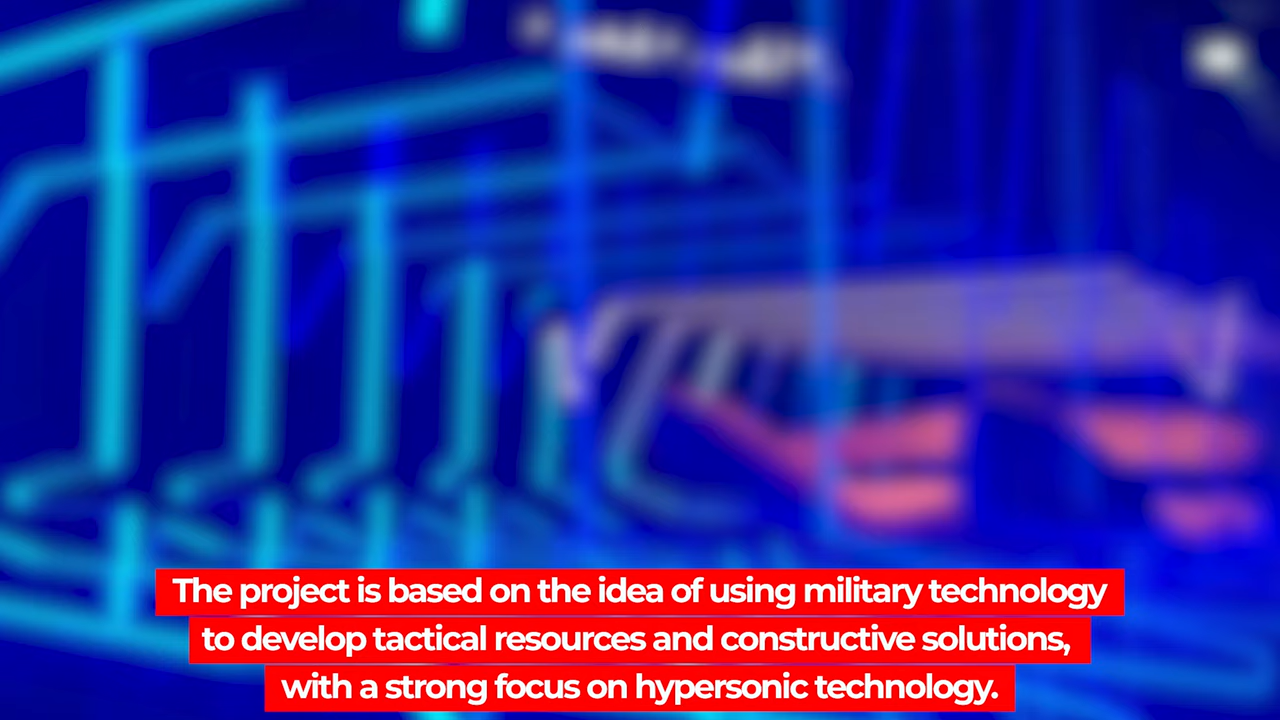 The project is based on the idea of using military technology
to develop tactical resources and constructive solutions,
with a strong focus on hypersonic technology.